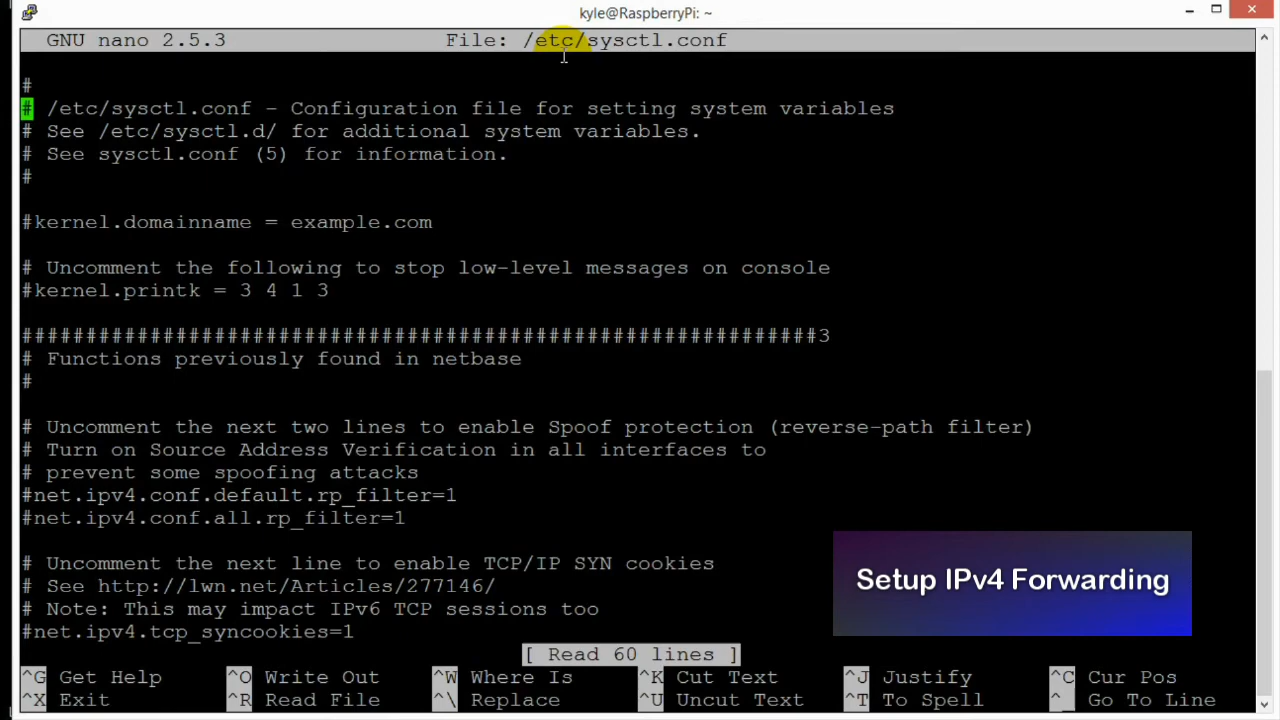 kyle@RaspberryPi: ~
GNU nano 2.5.3 File: /etc/sysctl.conf
#
# /etc/sysctl.conf - Configuration file for setting system variables
# See /etc/sysctl.d/ for additional system variables.
# See sysctl.conf (5) for information.
#
#kernel.domainname = example.com
# Uncomment the following to stop low-level messages on console
#kernel.printk = 3 4 1 3
##############################################################3
# Functions previously found in netbase
#
# Uncomment the next two lines to enable Spoof protection (reverse-path filter)
# Turn on Source Address Verification in all interfaces to
# prevent some spoofing attacks
#net.ipv4.conf.default.rp_filter=1
#net.ipv4.conf.all.rp_filter=1
# Uncomment the next line to enable TCP/IP SYN cookies
# See http://lwn.net/Articles/277146/
# Note: This may impact IPv6 TCP sessions too
#net.ipv4.tcp_syncookies=1
Setup IPv4 Forwarding
[ Read 60 lines ]
^G Get Help ^O Write Out ^W Where Is ^K Cut Text ^J Justify ^C Cur Pos
^X Exit ^R Read File ^\ Replace ^U Uncut Text ^T To Spell ^_ Go To Line